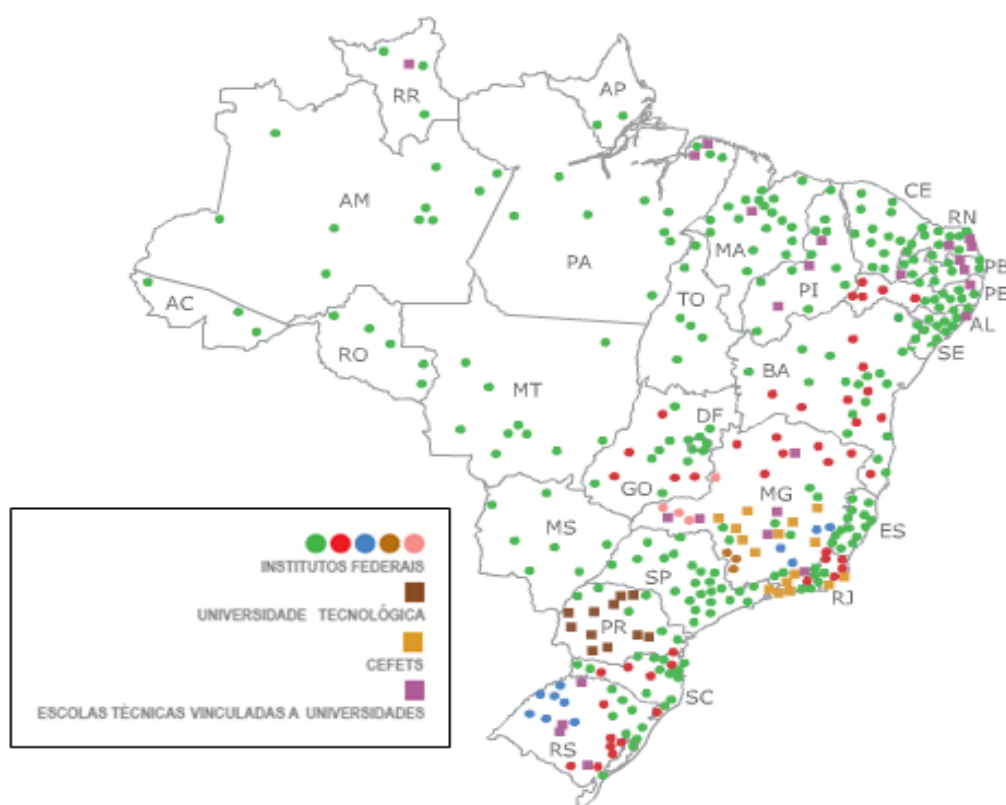 RR
AP
AM
PA
MA
CE
RN
PB
PE
AL
SE
PI
TO
AC
RO
MT
BA
DF
GO
MG
ES
MS
SP
RJ
PR
SC
RS
INSTITUTOS FEDERAIS
UNIVERSIDADE TECNOLÓGICA
CEFETS
ESCOLAS TÉCNICAS VINCULADAS A UNIVERSIDADES